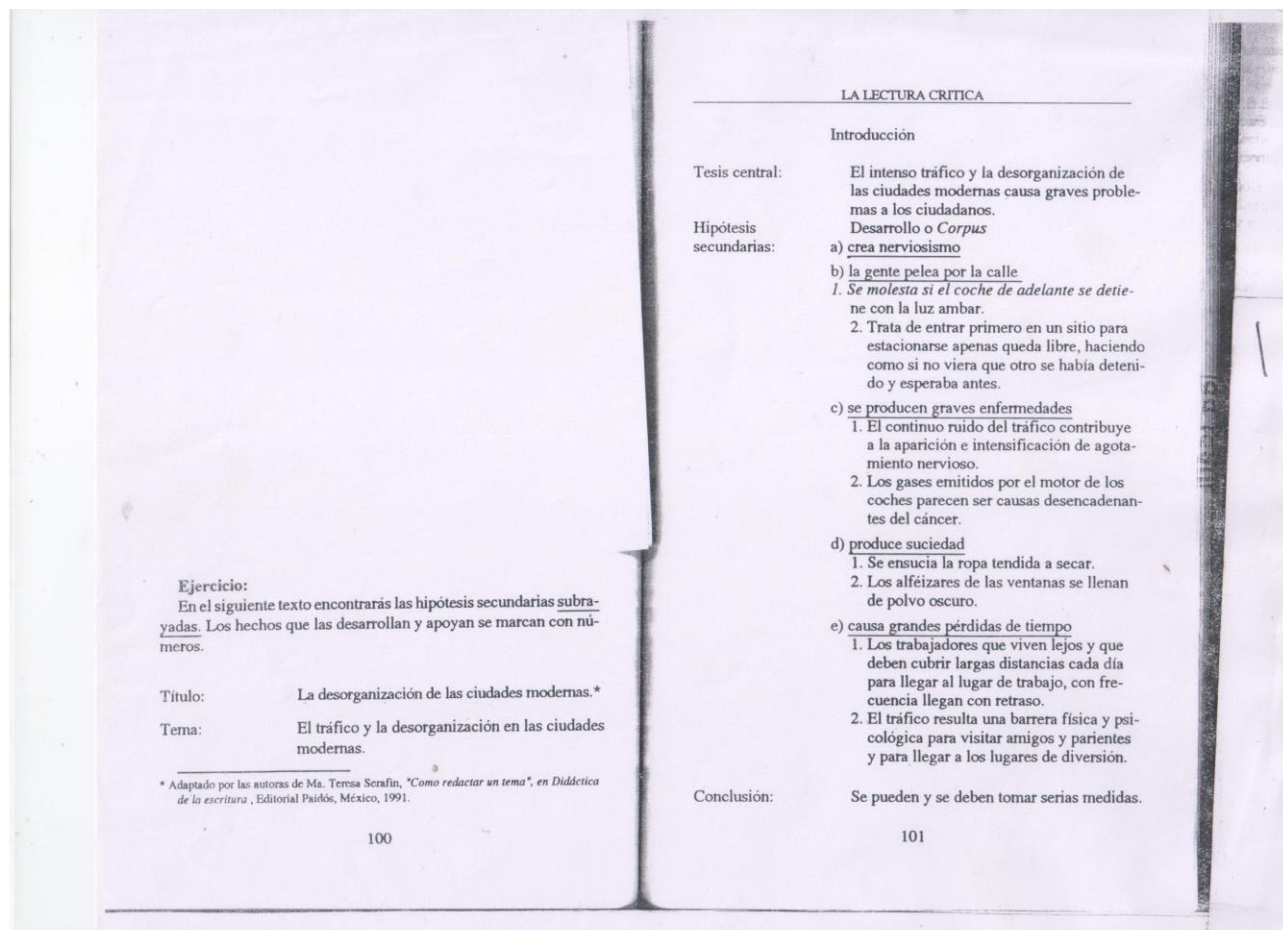 Ejercicio:
En el siguiente texto encontrarás las hipótesis secundarias subra-
yadas. Los hechos que las desarrollan y apoyan se marcan con nú-
meros.
Título: La desorganización de las ciudades modernas.*
Tema: El tráfico y la desorganización en las ciudades
modernas.
* Adaptado por las autoras de Ma. Teresa Serafin, "Como redactar un tema", en Didáctica
de la escritura , Editorial Paidós, México, 1991.
100
LA LECTURA CRITICA
Introducción
Tesis central: El intenso tráfico y la desorganización de
las ciudades modernas causa graves proble-
mas a los ciudadanos.
Hipótesis Desarrollo o Corpus
secundarias: a) crea nerviosismo
b) la gente pelea por la calle
1. Se molesta si el coche de adelante se detie-
ne con la luz ambar.
2. Trata de entrar primero en un sitio para
estacionarse apenas queda libre, haciendo
como si no viera que otro se había deteni-
do y esperaba antes.
c) se producen graves enfermedades
1. El continuo ruido del tráfico contribuye
a la aparición e intensificación de agota-
miento nervioso.
2. Los gases emitidos por el motor de los
coches parecen ser causas desencadenan-
tes del cáncer.
d) produce suciedad
1. Se ensucia la ropa tendida a secar.
2. Los alféizares de las ventanas se llenan
de polvo oscuro.
e) causa grandes pérdidas de tiempo
1. Los trabajadores que viven lejos y que
deben cubrir largas distancias cada día
para llegar al lugar de trabajo, con fre-
cuencia llegan con retraso.
2. El tráfico resulta una barrera física y psi-
cológica para visitar amigos y parientes
y para llegar a los lugares de diversión.
Conclusión: Se pueden y se deben tomar serias medidas.
101